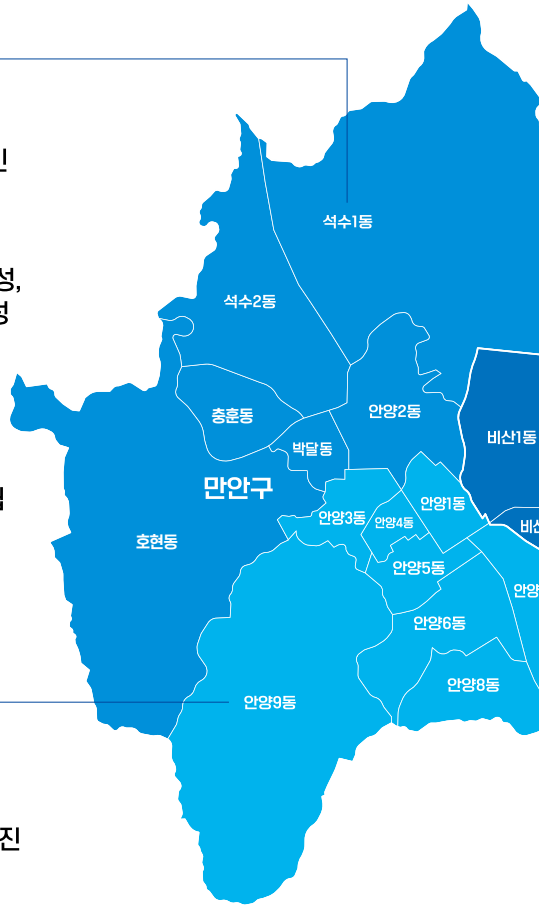 석수1동
성,
석수2동
안양2동
충훈동
비산1동
박달동
만안구
안양1동
안양3동
안양4동
호현동
안양5동
안양6동
안양8동
안양9동
진